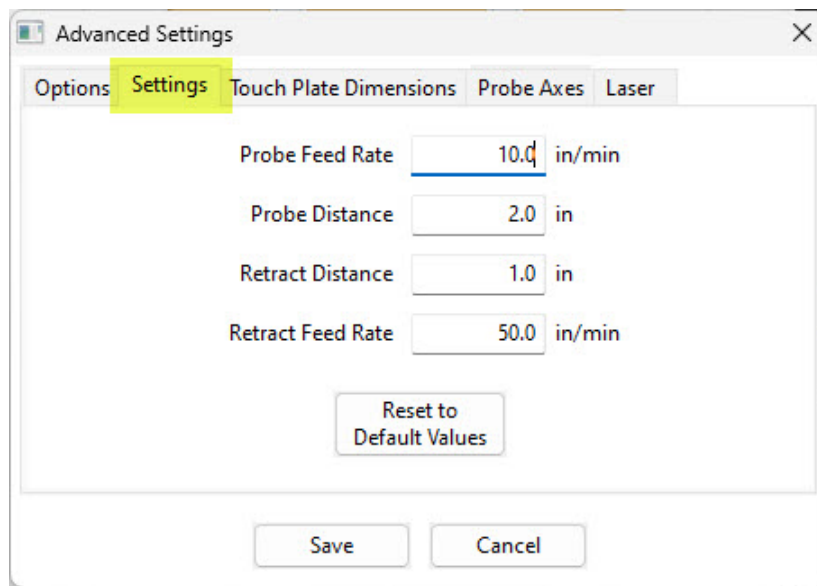 Advanced Settings
Options Settings Touch Plate Dimensions Probe Axes Laser
Probe Feed Rate 10.0 in/min
Probe Distance 2.0 in
Retract Distance 1.0 in
Retract Feed Rate 50.0 in/min
Reset to
Default Values
Save Cancel